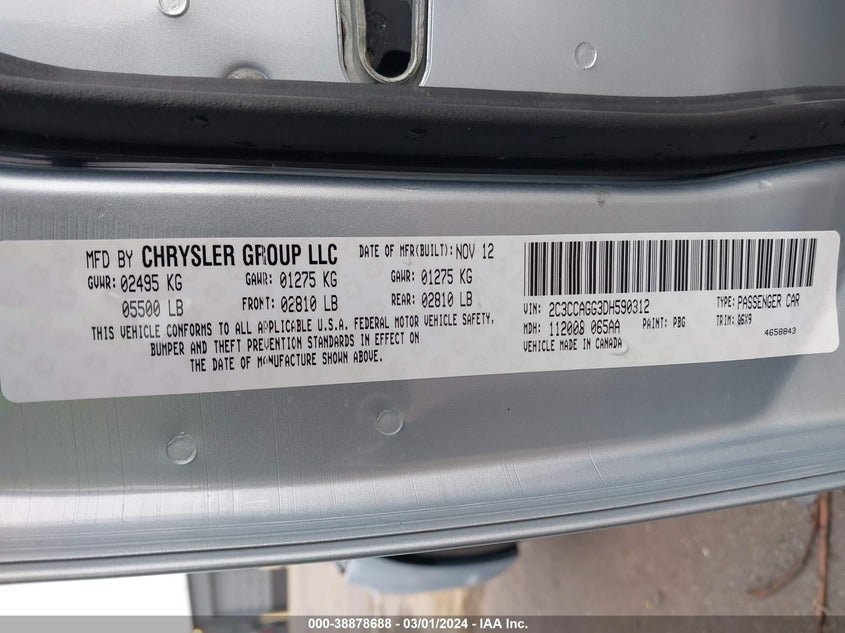 MFD BY CHRYSLER GROUP LLC DATE OF MFR(BUILT): NOV 12
GVWR: 02495 KG GAWR: 01275 KG GAWR: 01275 KG
05500 LB FRONT: 02810 LB REAR: 02810 LB
THIS VEHICLE CONFORMS TO ALL APPLICABLE U.S.A. FEDERAL MOTOR VEHICLE SAFETY,
BUMPER AND THEFT PREVENTION STANDARDS IN EFFECT ON
THE DATE OF MANUFACTURE SHOWN ABOVE.
VIN: 2C3CCAGG3DH590312 TYPE: PASSENGER CAR
MDH: 112008 065AA PAINT: PBG TRIM: Q6X9
VEHICLE MADE IN CANADA 4658843
000-38878688 - 03/01/2024 - IAA Inc.